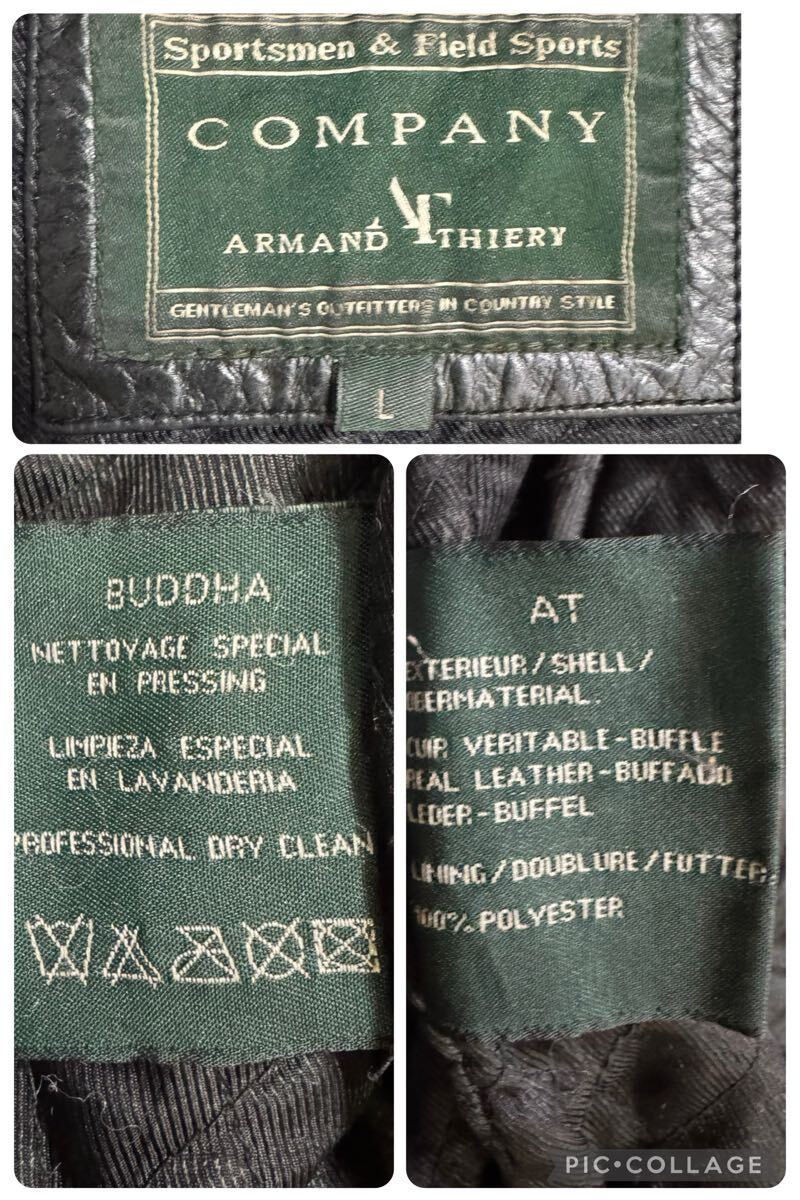 Sportsmen & Field Sports
COMPANY
AT
ARMAND THIERY
GENTLEMAN'S OUTFITTERS IN COUNTRY STYLE
L
BUDDHA
NETTOYAGE SPECIAL
EN PRESSING
LIMPIEZA ESPECIAL
EN LAVANDERIA
PROFESSIONAL DRY CLEAN
AT
EXTERIEUR/SHELL/
OBERMATERIAL.
CUIR VERITABLE-BUFFLE
REAL LEATHER-BUFFALO
LEDER-BUFFEL
LINING/DOUBLURE/FUTTER.
100% POLYESTER
PIC•COLLAGE